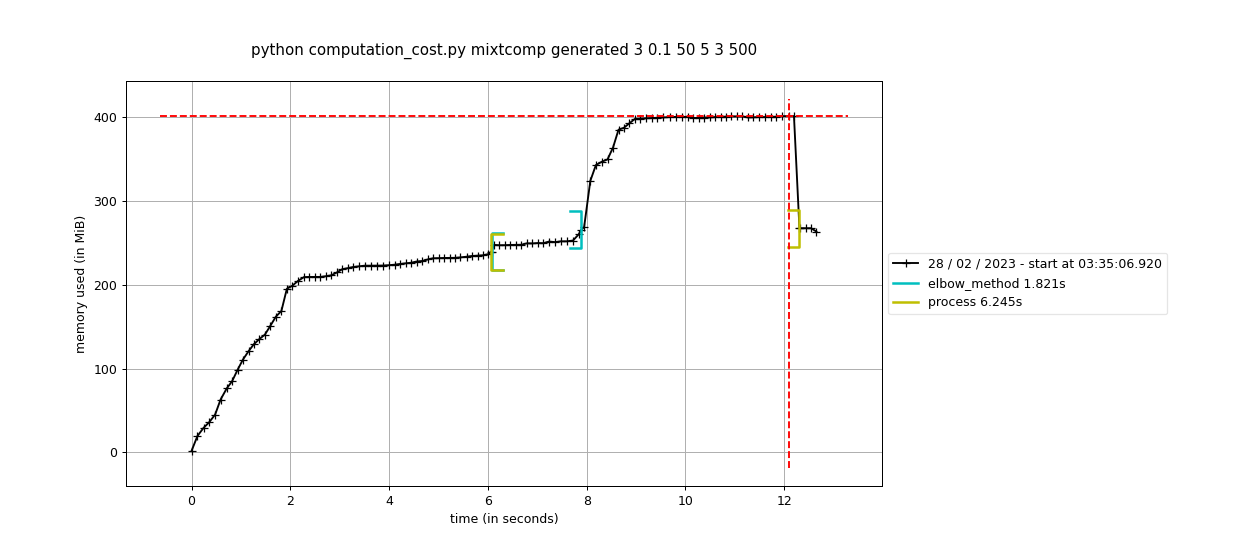 python computation_cost.py mixtcomp generated 3 0.1 50 5 3 500
memory used (in MiB)
400
300
200
100
0
0 2 4 6 8 10 12
time (in seconds)
28 / 02 / 2023 - start at 03:35:06.920
elbow_method 1.821s
process 6.245s